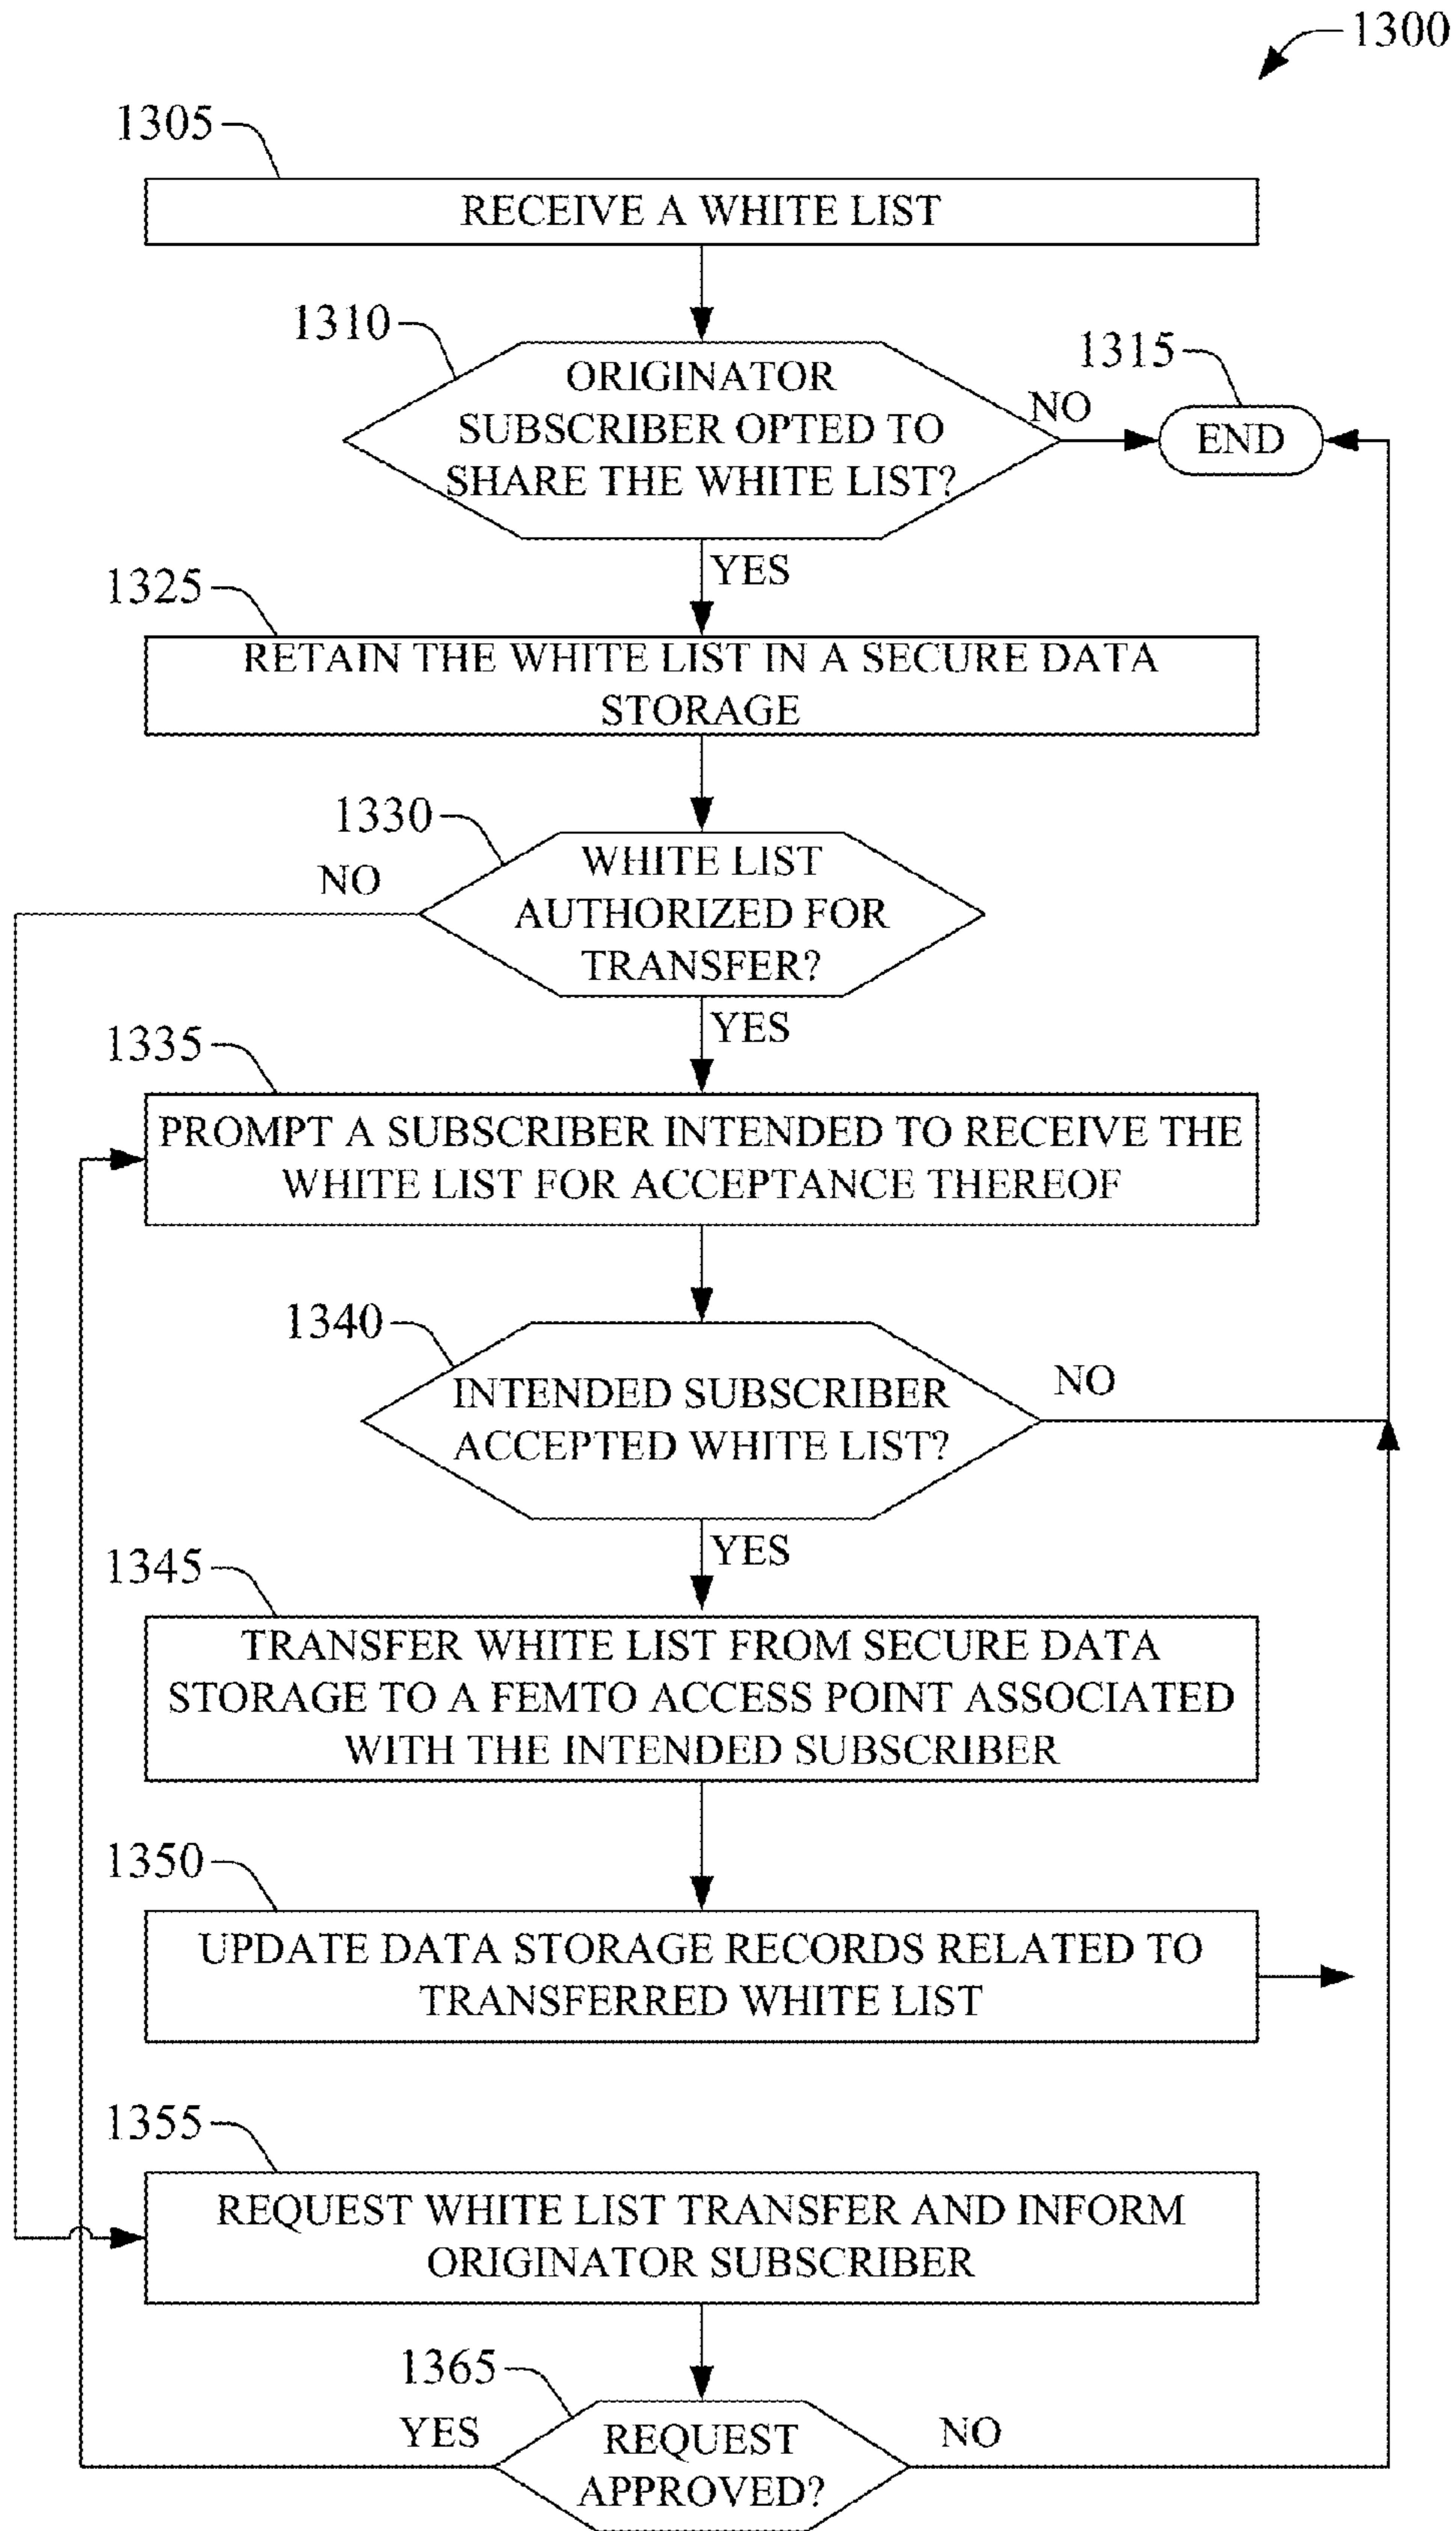 1300
1305
RECEIVE A WHITE LIST
1310
ORIGINATOR
SUBSCRIBER OPTED TO
SHARE THE WHITE LIST?
NO
1315
END
YES
1325
RETAIN THE WHITE LIST IN A SECURE DATA
STORAGE
1330
NO
WHITE LIST
AUTHORIZED FOR
TRANSFER?
YES
1335
PROMPT A SUBSCRIBER INTENDED TO RECEIVE THE
WHITE LIST FOR ACCEPTANCE THEREOF
1340
INTENDED SUBSCRIBER
ACCEPTED WHITE LIST?
NO
YES
1345
TRANSFER WHITE LIST FROM SECURE DATA
STORAGE TO A FEMTO ACCESS POINT ASSOCIATED
WITH THE INTENDED SUBSCRIBER
1350
UPDATE DATA STORAGE RECORDS RELATED TO
TRANSFERRED WHITE LIST
1355
REQUEST WHITE LIST TRANSFER AND INFORM
ORIGINATOR SUBSCRIBER
1365
YES
REQUEST
APPROVED?
NO